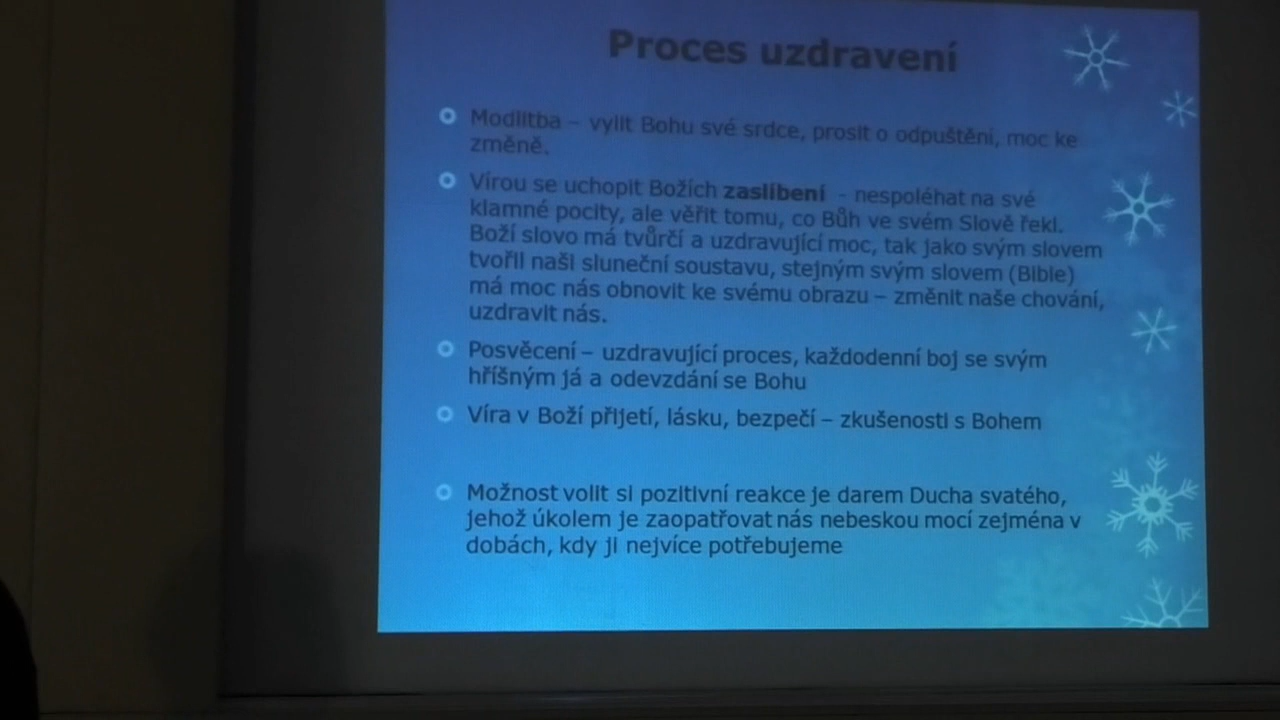 Proces uzdravení
Modlitba – vylít Bohu své srdce, prosit o odpuštění, moc ke
změně.
Vírou se uchopit Božích zaslíbení - nespoléhat na své
klamné pocity, ale věřit tomu, co Bůh ve svém Slově řekl.
Boží slovo má tvůrčí a uzdravující moc, tak jako svým slovem
tvořil naši sluneční soustavu, stejným svým slovem (Bible)
má moc nás obnovit ke svému obrazu – změnit naše chování,
uzdravit nás.
Posvěcení – uzdravující proces, každodenní boj se svým
hříšným já a odevzdání se Bohu
Víra v Boží přijetí, lásku, bezpečí – zkušenosti s Bohem
Možnost volit si pozitivní reakce je darem Ducha svatého,
jehož úkolem je zaopatřovat nás nebeskou mocí zejména v
dobách, kdy ji nejvíce potřebujeme